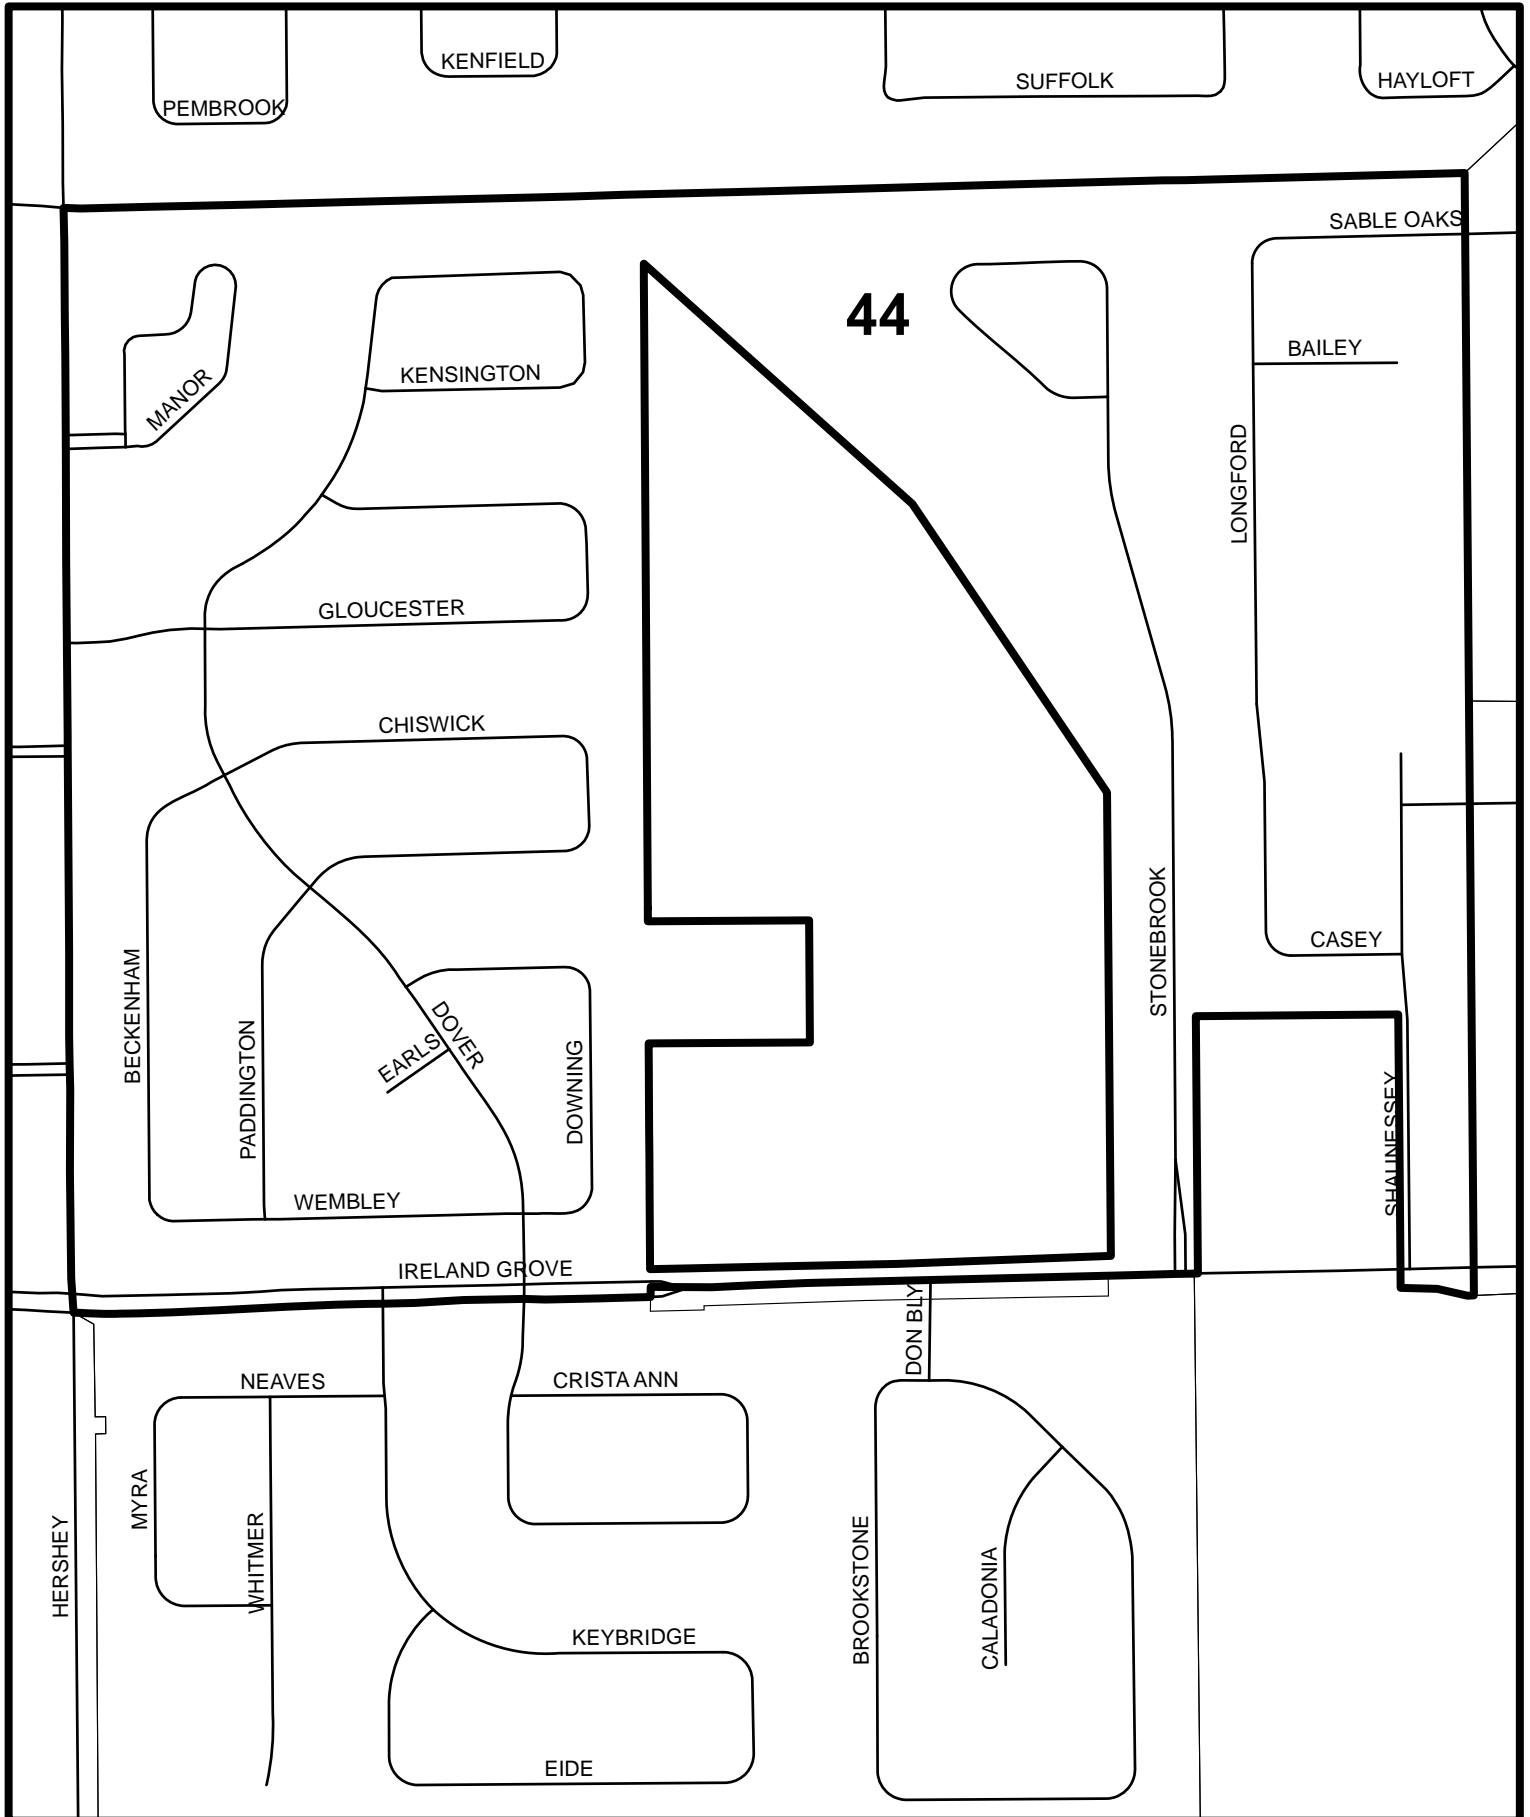 KENFIELD
SUFFOLK
HAYLOFT
PEMBROOK
SABLE OAKS
44
BAILEY
KENSINGTON
MANOR
LONGFORD
GLOUCESTER
CHISWICK
STONEBROOK
CASEY
BECKENHAM
DOVER
EARLS
PADDINGTON
DOWNING
SHAUNESSEY
WEMBLEY
IRELAND GROVE
DON BLY
NEAVES
CRISTA ANN
MYRA
HERSHEY
WHITMER
BROOKSTONE
CALADONIA
KEYBRIDGE
EIDE